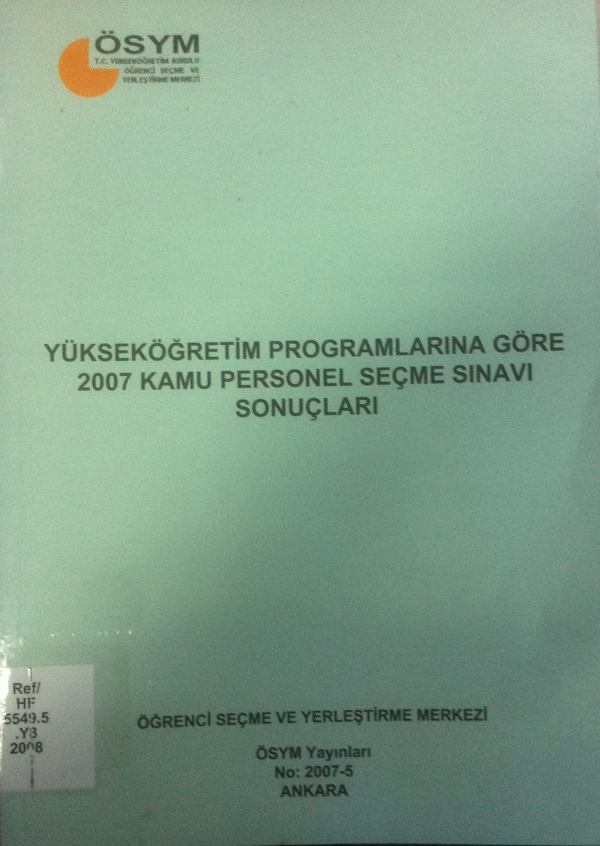 ÖSYM
T.C. YÜKSEKÖĞRETİM KURULU
ÖĞRENCİ SEÇME VE
YERLEŞTİRME MERKEZİ
YÜKSEKÖĞRETİM PROGRAMLARINA GÖRE
2007 KAMU PERSONEL SEÇME SINAVI
SONUÇLARI
Ref/
HF
5549.5
.Y8
2008
ÖĞRENCİ SEÇME VE YERLEŞTİRME MERKEZİ
ÖSYM Yayınları
No: 2007-5
ANKARA